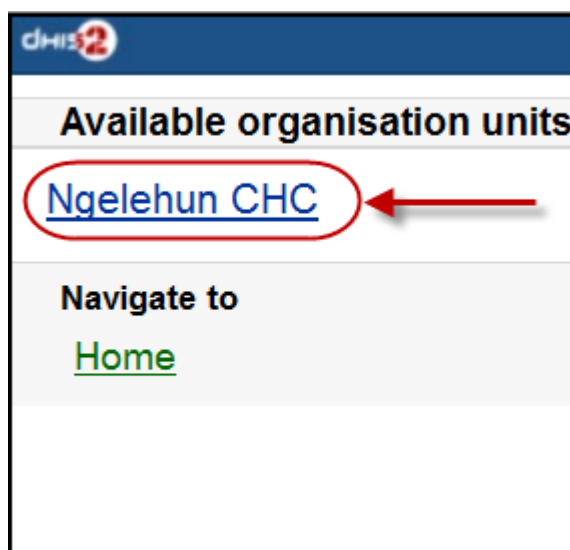 dHIS2
Available organisation units
Ngelehun CHC
Navigate to
Home